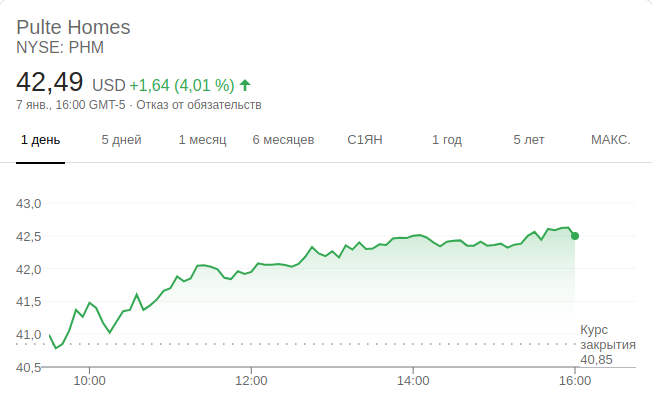 Pulte Homes
NYSE: PHM
42,49 USD +1,64 (4,01 %)
7 янв., 16:00 GMT-5 · Отказ от обязательств
1 день 5 дней 1 месяц 6 месяцев С1ЯН 1 год 5 лет МАКС.
43,0
42,5
42,0
41,5
41,0
40,5
Курс
закрытия
40,85
10:00 12:00 14:00 16:00